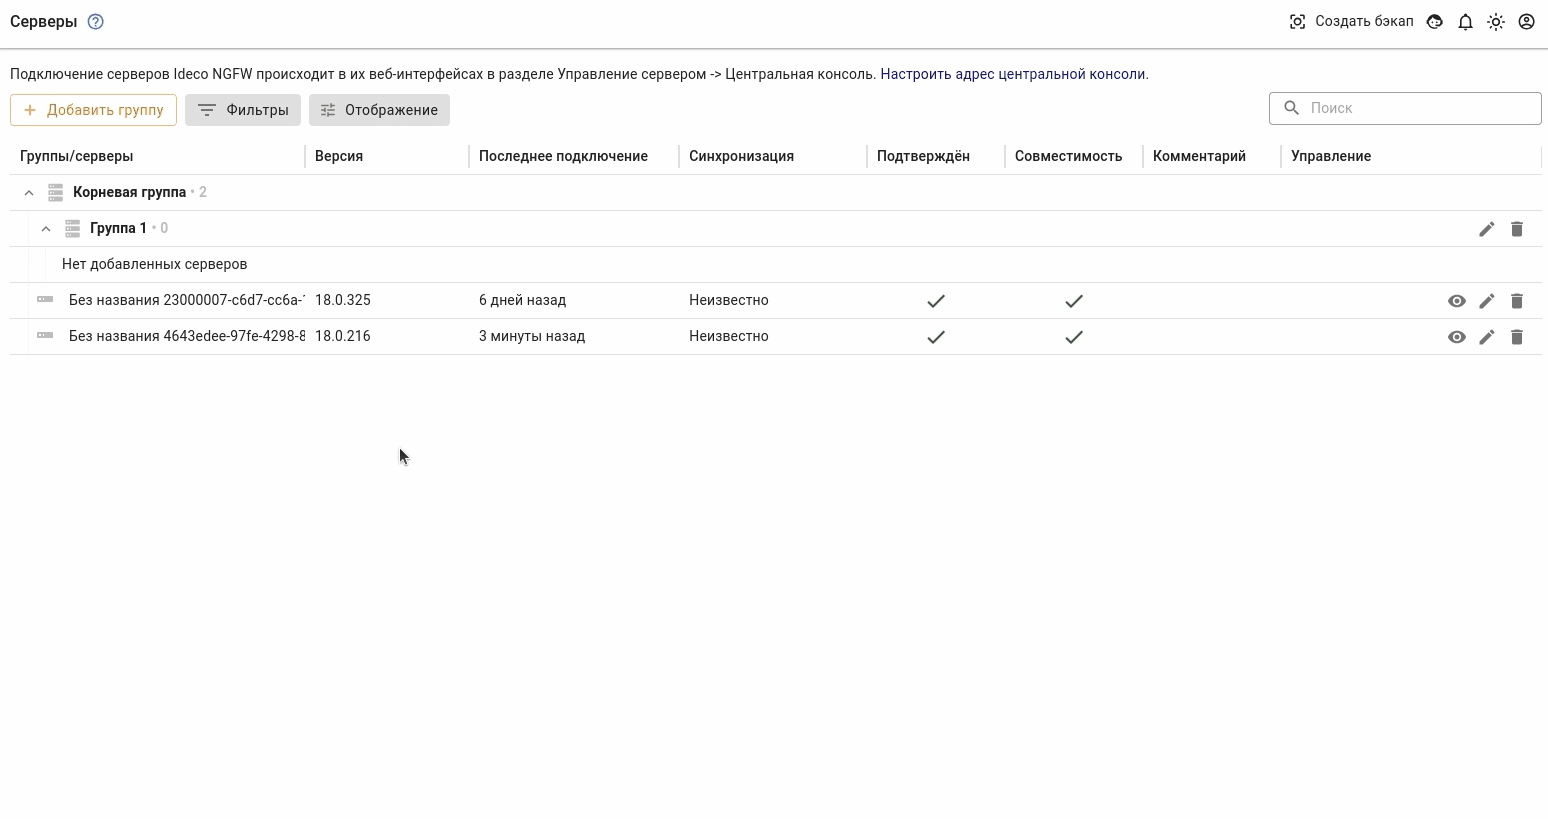 Серверы
Создать бэкап
Подключение серверов Ideco NGFW происходит в их веб-интерфейсах в разделе Управление сервером -> Центральная консоль. Настроить адрес центральной консоли.
Добавить группу
Фильтры
Отображение
Поиск
Группы/серверы Версия Последнее подключение Синхронизация Подтверждён Совместимость Комментарий Управление
Корневая группа • 2
Группа 1 • 0
Нет добавленных серверов
Без названия 23000007-c6d7-cc6a- 18.0.325 6 дней назад Неизвестно
Без названия 4643edee-97fe-4298-8 18.0.216 3 минуты назад Неизвестно